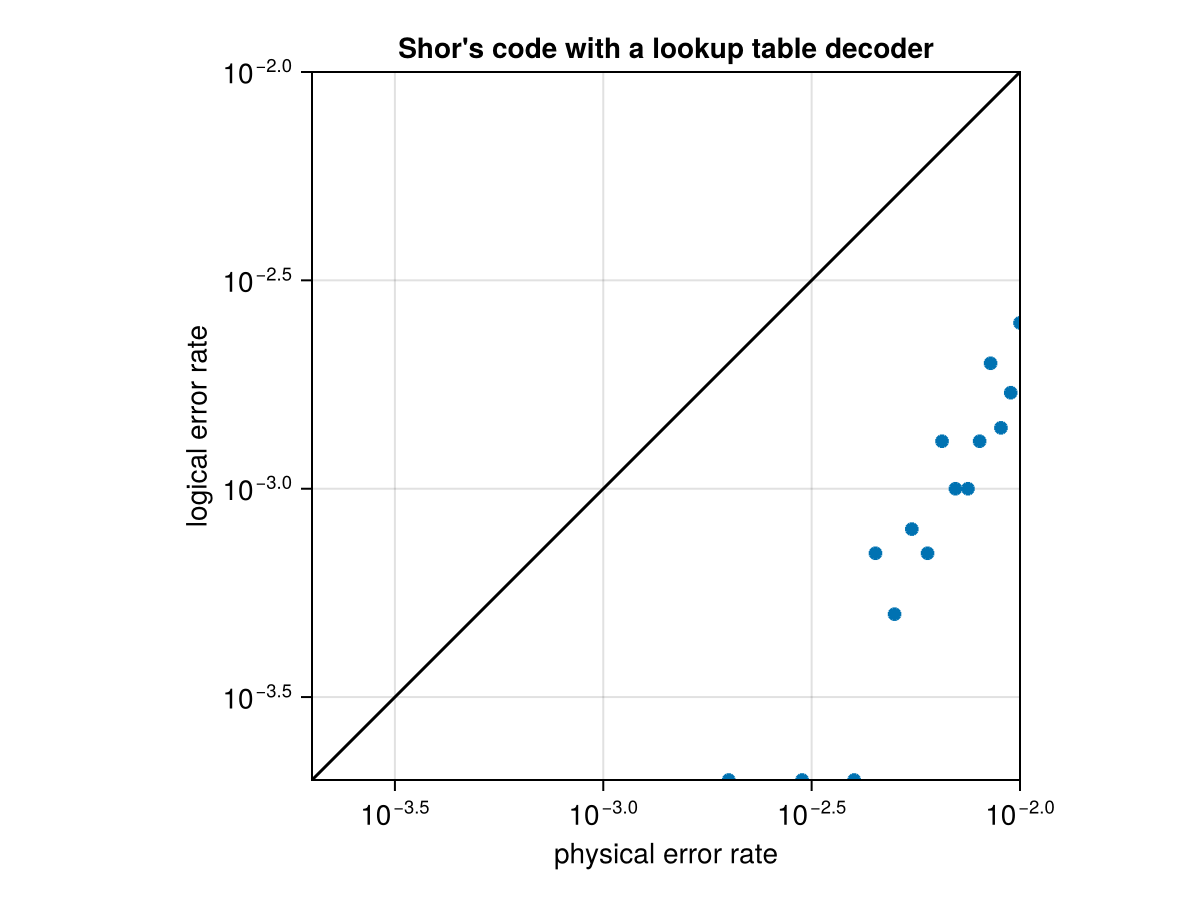 Shor's code with a lookup table decoder
10⁻²·⁰
10⁻²·⁵
10⁻³·⁰
10⁻³·⁵
logical error rate
10⁻³·⁵ 10⁻³·⁰ 10⁻²·⁵ 10⁻²·⁰
physical error rate